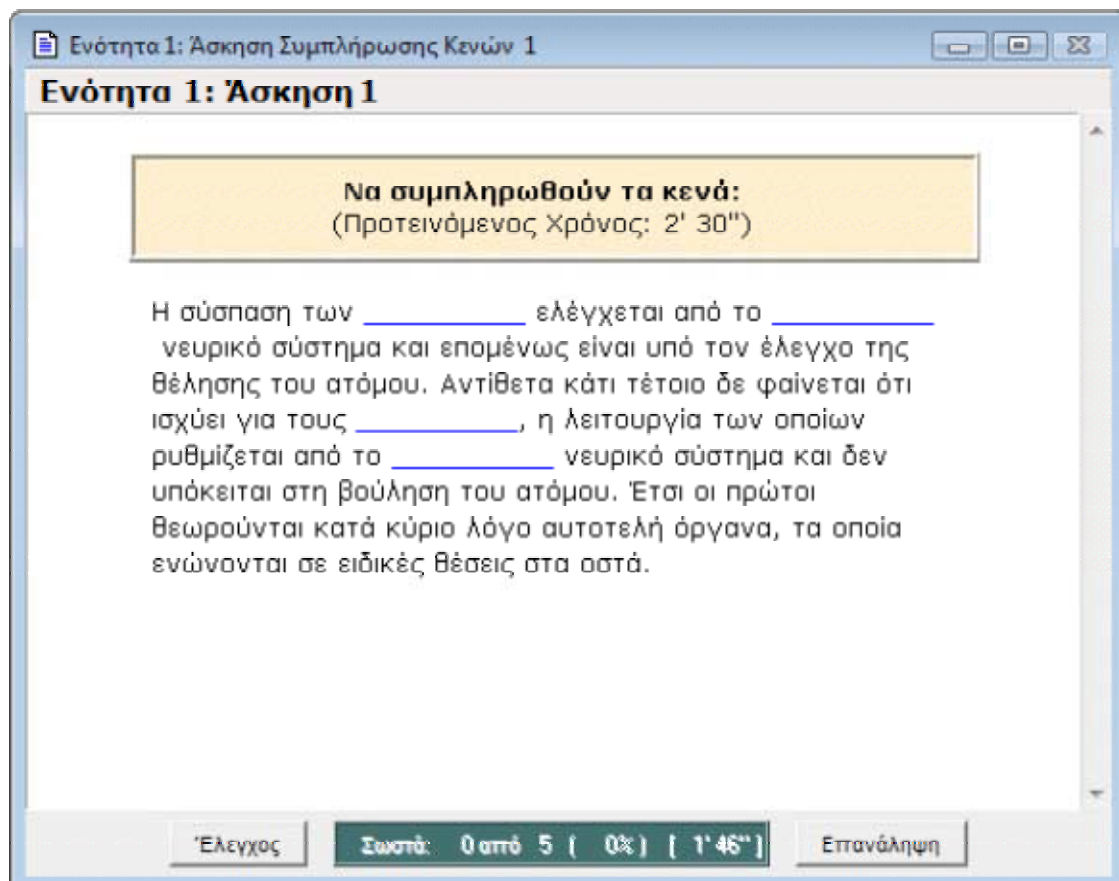 Ενότητα 1: Άσκηση Συμπλήρωσης Κενών 1
Ενότητα 1: Άσκηση 1
Να συμπληρωθούν τα κενά:
(Προτεινόμενος Χρόνος: 2' 30'')
Η σύσπαση των __________ ελέγχεται από το __________
νευρικό σύστημα και επομένως είναι υπό τον έλεγχο της
θέλησης του ατόμου. Αντίθετα κάτι τέτοιο δε φαίνεται ότι
ισχύει για τους __________, η λειτουργία των οποίων
ρυθμίζεται από το __________ νευρικό σύστημα και δεν
υπόκειται στη βούληση του ατόμου. Έτσι οι πρώτοι
θεωρούνται κατά κύριο λόγο αυτοτελή όργανα, τα οποία
ενώνονται σε ειδικές θέσεις στα οστά.
Έλεγχος Σωστά: 0 από 5 ( 0% ) [ 1' 46'' ] Επανάληψη